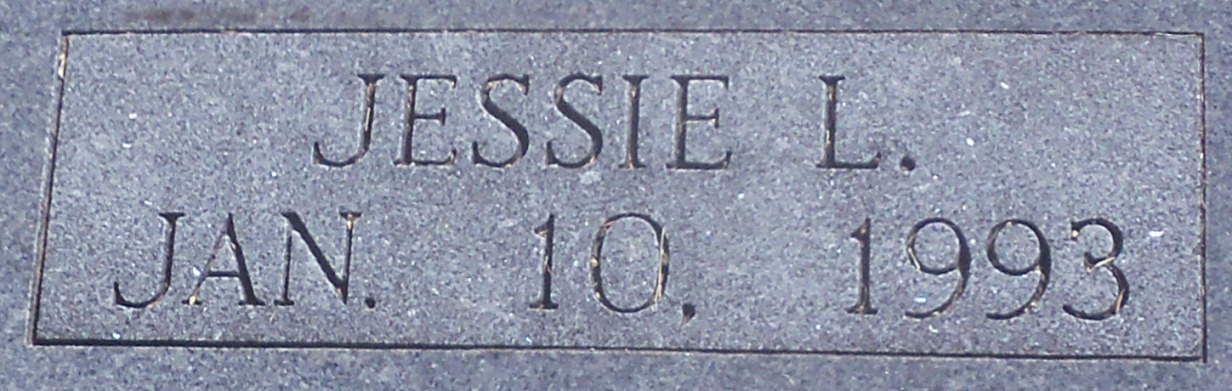 JESSIE L.
JAN. 10, 1993